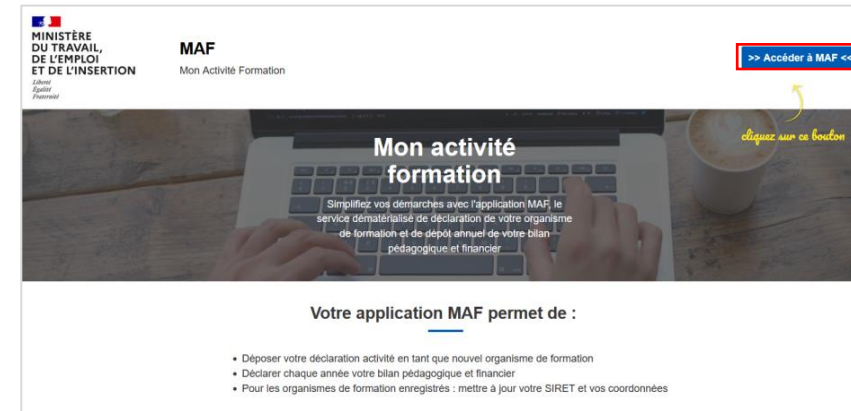 MINISTÈRE
DU TRAVAIL,
DE L'EMPLOI
ET DE L'INSERTION
Liberté
Égalité
Fraternité
MAF
Mon Activité Formation
>> Accéder à MAF <<
cliquez sur ce bouton
Mon activité
formation
Simplifiez vos démarches avec l'application MAF, le
service dématérialisé de déclaration de votre organisme
de formation et de dépôt annuel de votre bilan
pédagogique et financier
Votre application MAF permet de :
• Déposer votre déclaration activité en tant que nouvel organisme de formation
• Déclarer chaque année votre bilan pédagogique et financier
• Pour les organismes de formation enregistrés : mettre à jour votre SIRET et vos coordonnées